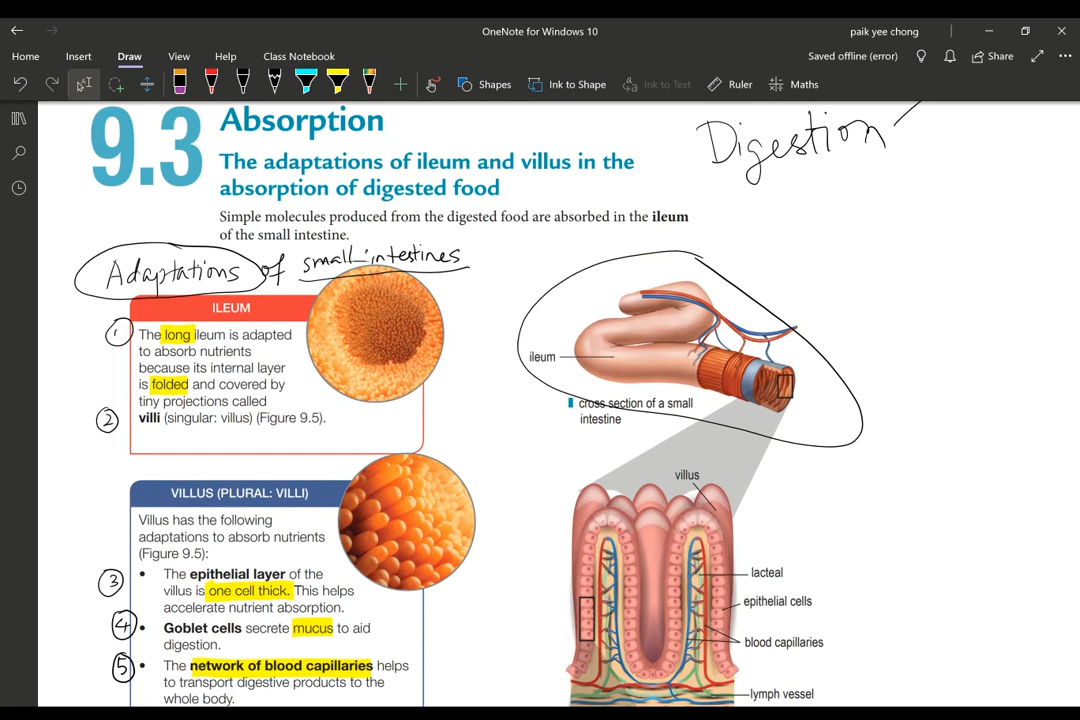 OneNote for Windows 10
paik yee chong
Home Insert Draw View Help Class Notebook
Saved offline (error)
Share
Shapes
Ink to Shape
Ink to Text
Ruler
Maths
9.3
Absorption
The adaptations of ileum and villus in the
absorption of digested food
Simple molecules produced from the digested food are absorbed in the ileum
of the small intestine.
Digestion
Adaptations of small intestines
ILEUM
1
The long ileum is adapted
to absorb nutrients
because its internal layer
is folded and covered by
tiny projections called
2
villi (singular: villus) (Figure 9.5).
ileum
cross section of a small
intestine
VILLUS (PLURAL: VILLI)
Villus has the following
adaptations to absorb nutrients
(Figure 9.5):
3
• The epithelial layer of the
villus is one cell thick. This helps
accelerate nutrient absorption.
4
• Goblet cells secrete mucus to aid
digestion.
5
• The network of blood capillaries helps
to transport digestive products to the
whole body.
villus
lacteal
epithelial cells
blood capillaries
lymph vessel